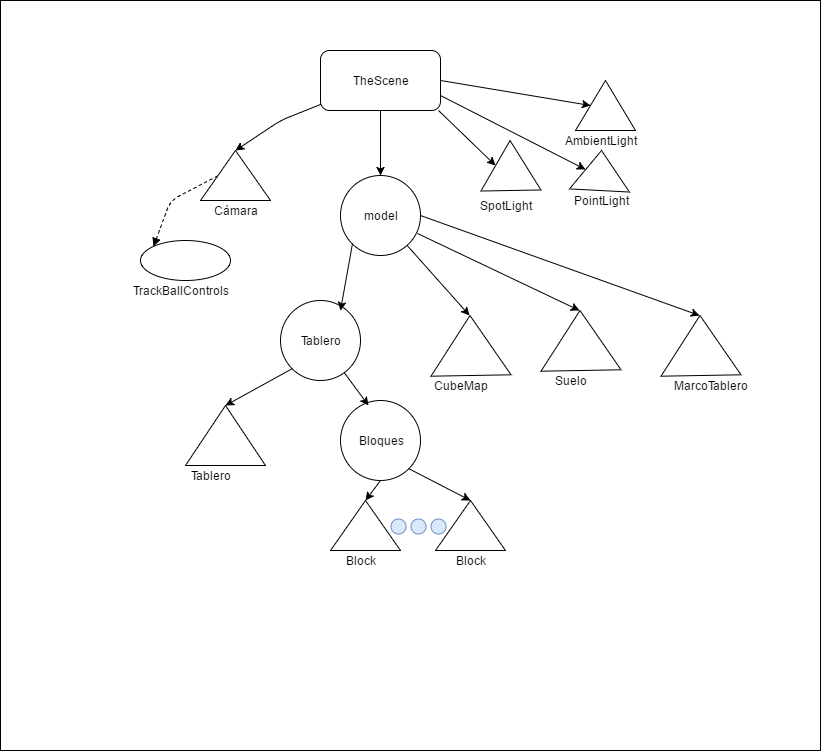 TheScene
AmbientLight
SpotLight
PointLight
Cámara
model
TrackBallControls
Tablero
CubeMap
Suelo
MarcoTablero
Bloques
Tablero
Block
Block